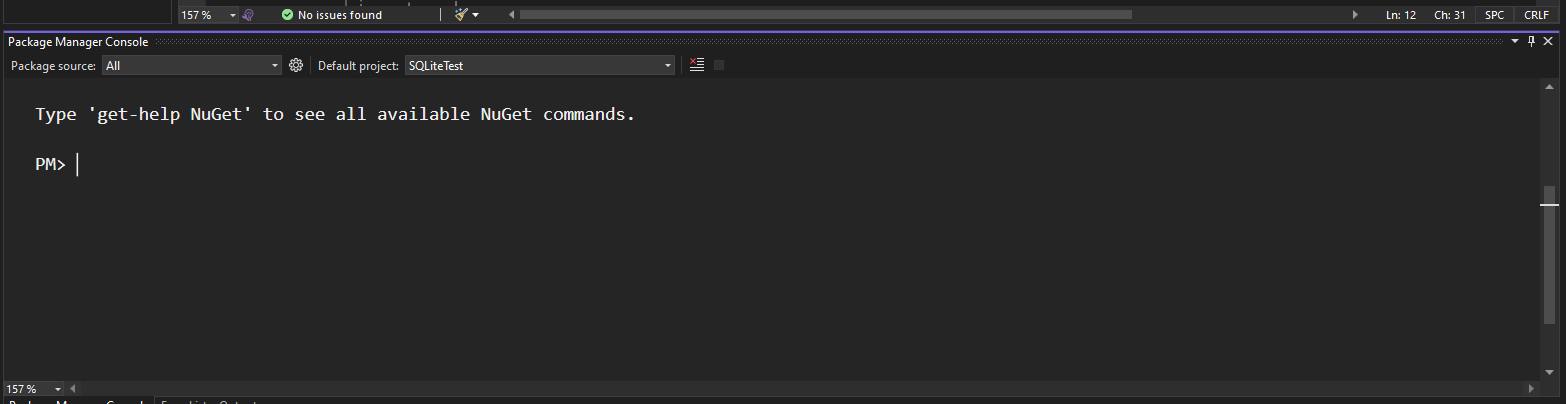 157 % No issues found Ln: 12 Ch: 31 SPC CRLF
Package Manager Console
Package source: All Default project: SQLiteTest
Type 'get-help NuGet' to see all available NuGet commands.
PM>
157 %